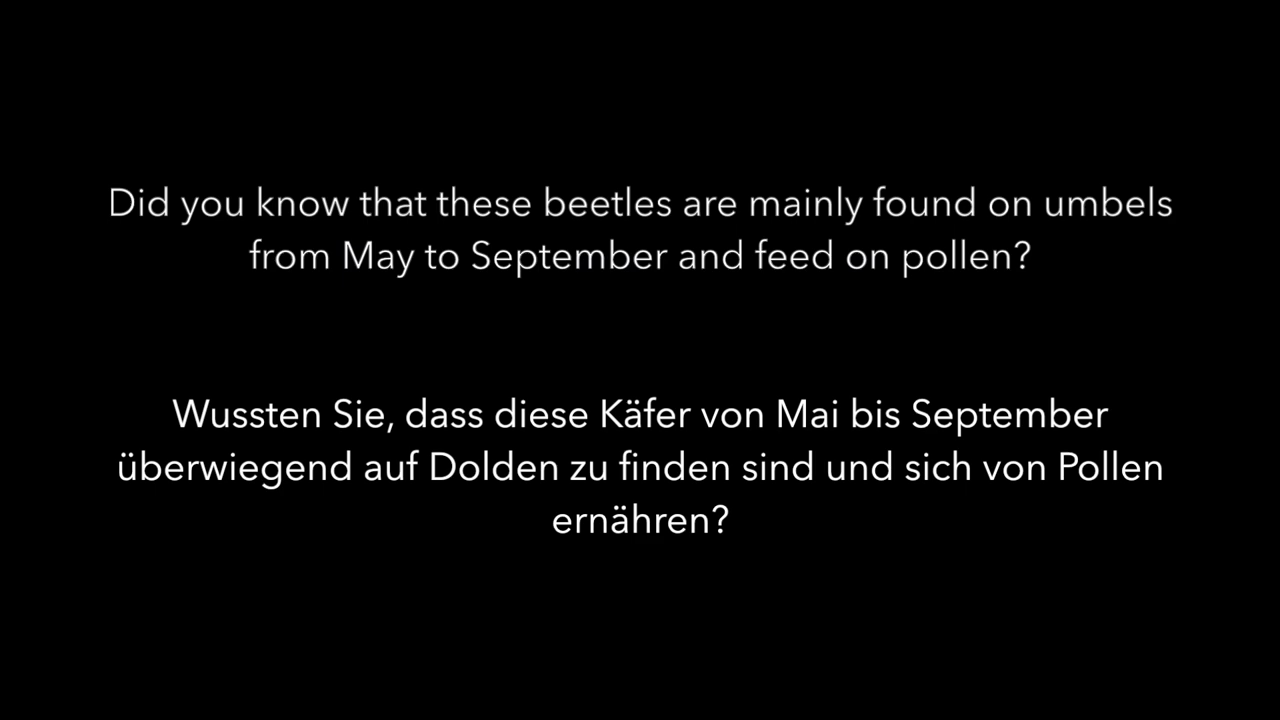 Did you know that these beetles are mainly found on umbels
from May to September and feed on pollen?
Wussten Sie, dass diese Käfer von Mai bis September
überwiegend auf Dolden zu finden sind und sich von Pollen
ernähren?